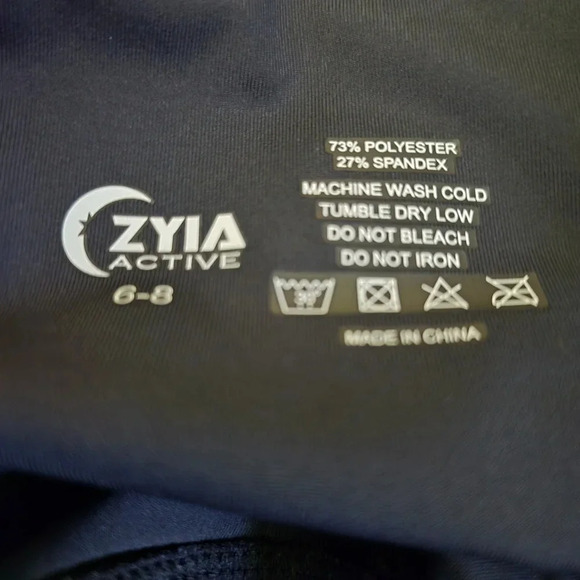 ZYIA
ACTIVE
6-8
73% POLYESTER
27% SPANDEX
MACHINE WASH COLD
TUMBLE DRY LOW
DO NOT BLEACH
DO NOT IRON
30°
MADE IN CHINA